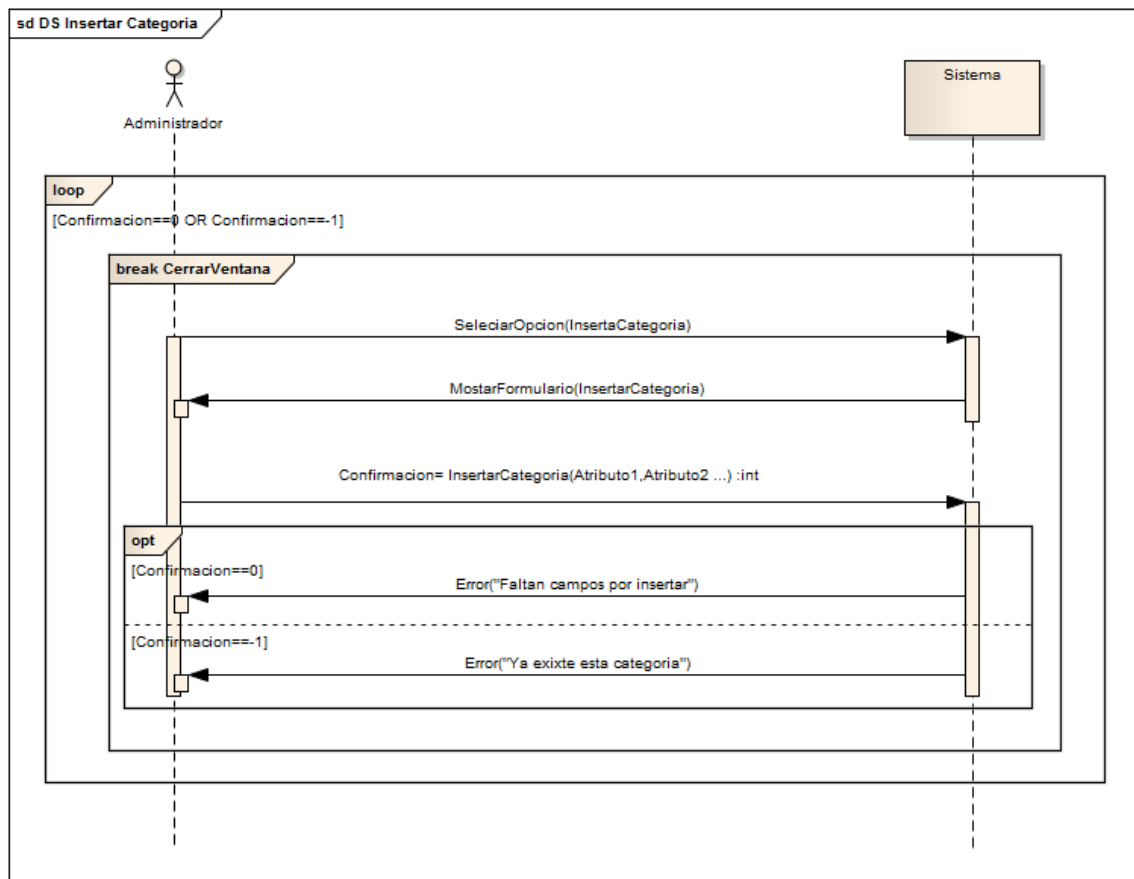 sd DS Insertar Categoria
Administrador
Sistema
loop
[Confirmacion==0 OR Confirmacion==-1]
break CerrarVentana
SeleciarOpcion(InsertaCategoria)
MostarFormulario(InsertarCategoria)
Confirmacion= InsertarCategoria(Atributo1,Atributo2 ...) :int
opt
[Confirmacion==0]
Error("Faltan campos por insertar")
[Confirmacion==-1]
Error("Ya exixte esta categoria")